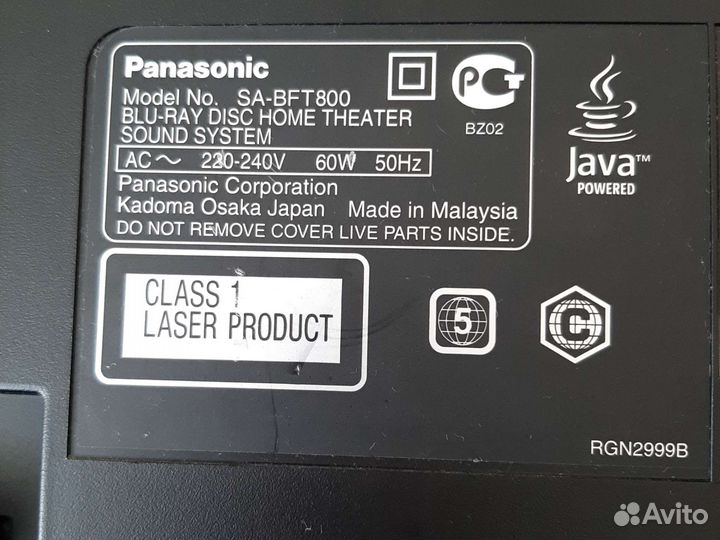 Panasonic
Model No. SA-BFT800
BLU-RAY DISC HOME THEATER
SOUND SYSTEM
AC～ 220-240V 60W 50Hz
Panasonic Corporation
Kadoma Osaka Japan Made in Malaysia
DO NOT REMOVE COVER LIVE PARTS INSIDE.
PCT
BZ02
Java™
POWERED
CLASS 1
LASER PRODUCT
5
C
RGN2999B
Avito